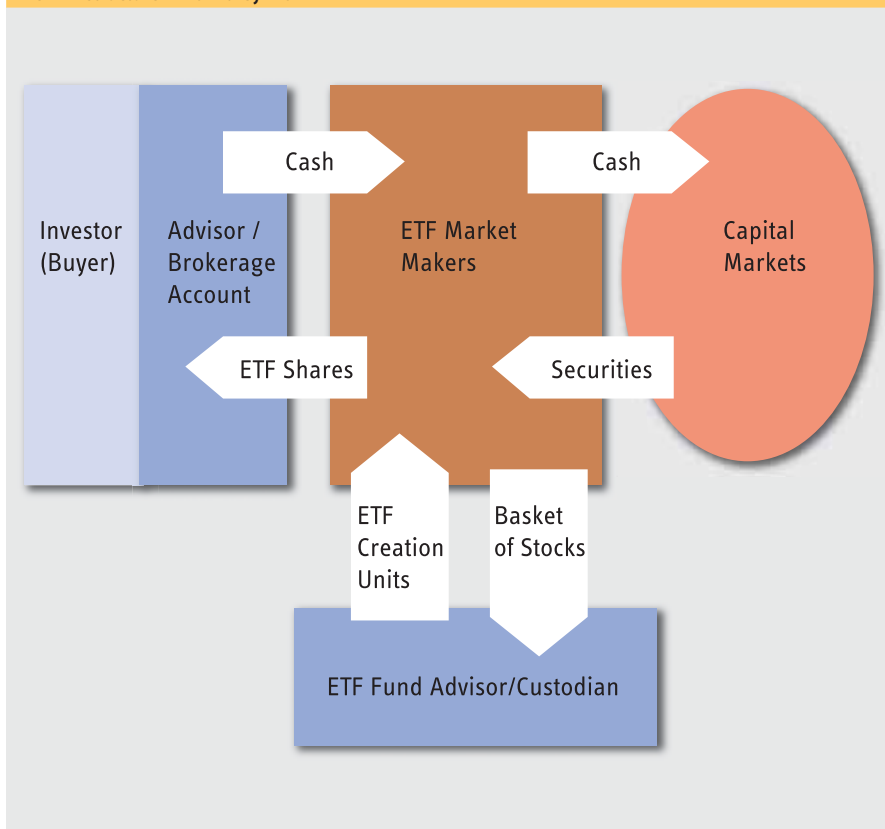 Cash
Cash
Investor
(Buyer)
Advisor /
Brokerage
Account
ETF Market
Makers
Capital
Markets
ETF Shares
Securities
ETF
Creation
Units
Basket
of Stocks
ETF Fund Advisor/Custodian